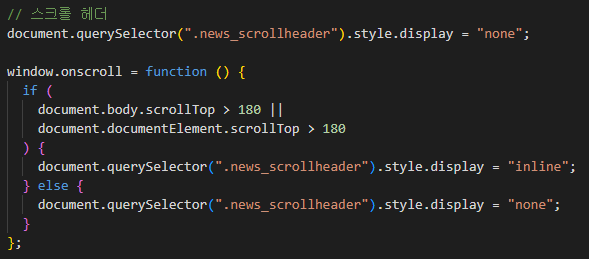 // 스크롤 헤더
document.querySelector(".news_scrollheader").style.display = "none";
window.onscroll = function () {
if (
document.body.scrollTop > 180 ||
document.documentElement.scrollTop > 180
) {
document.querySelector(".news_scrollheader").style.display = "inline";
} else {
document.querySelector(".news_scrollheader").style.display = "none";
}
};